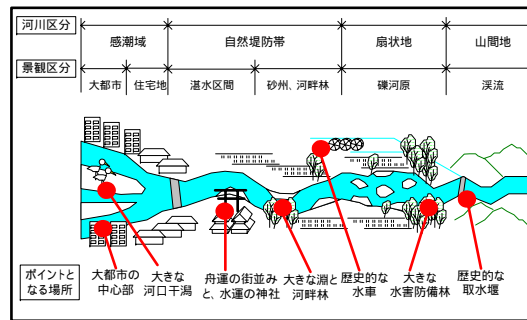 河川区分
感潮域
自然堤防帯
扇状地
山間地
景観区分
大都市
住宅地
湛水区間
砂州、河畔林
礫河原
渓流
ポイントと
なる場所
大都市の
中心部
大きな
河口干潟
舟運の街並み
と、水運の神社
大きな淵と
河畔林
歴史的な
水車
大きな
水害防備林
歴史的な
取水堰